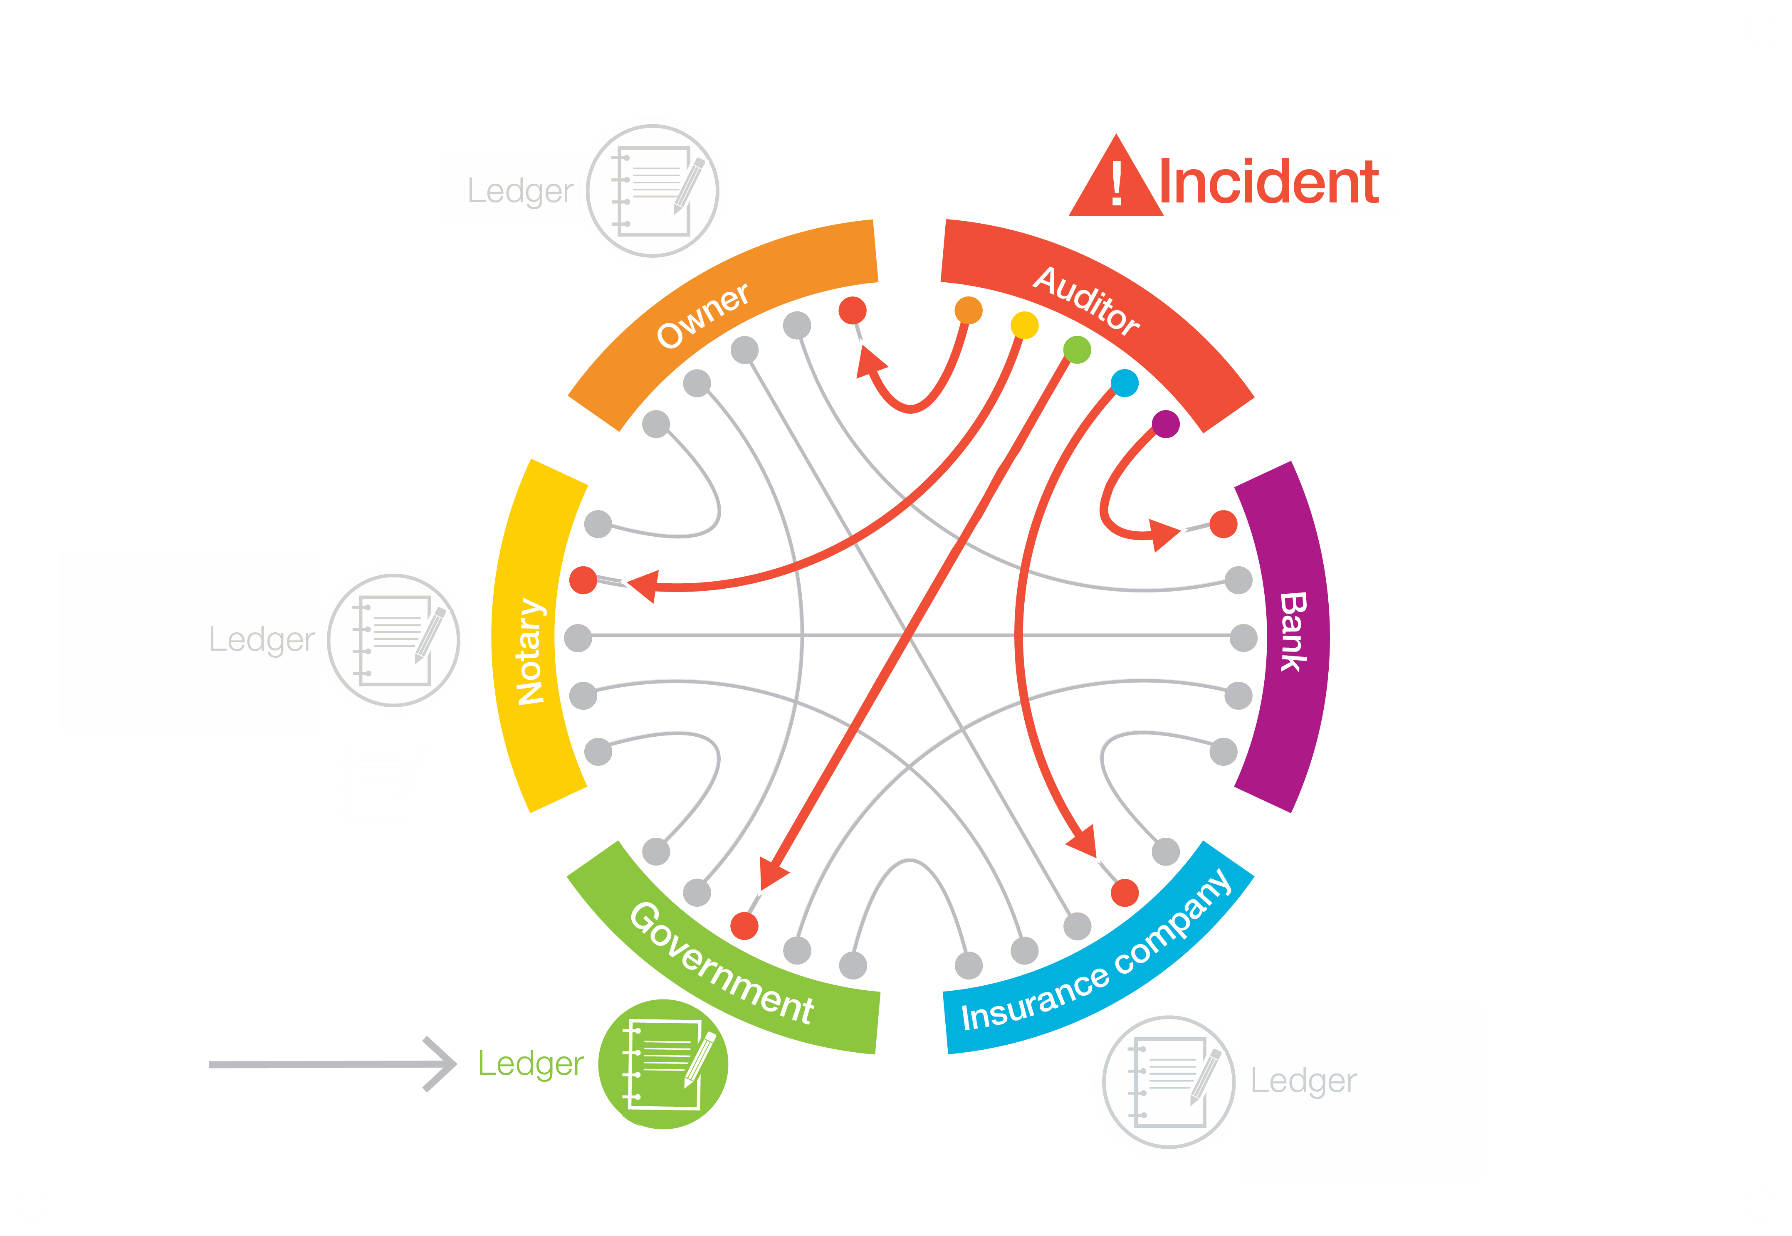 Ledger
! Incident
Owner
Auditor
Ledger
Notary
Bank
Government
Insurance company
Ledger
Ledger